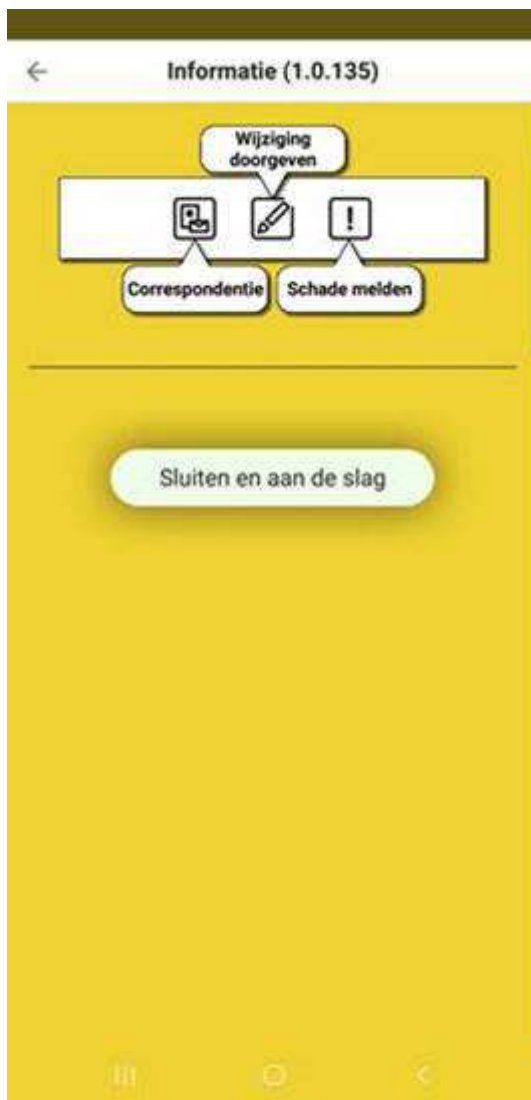 Informatie (1.0.135)
Wijziging
doorgeven
Correspondentie
Schade melden
Sluiten en aan de slag